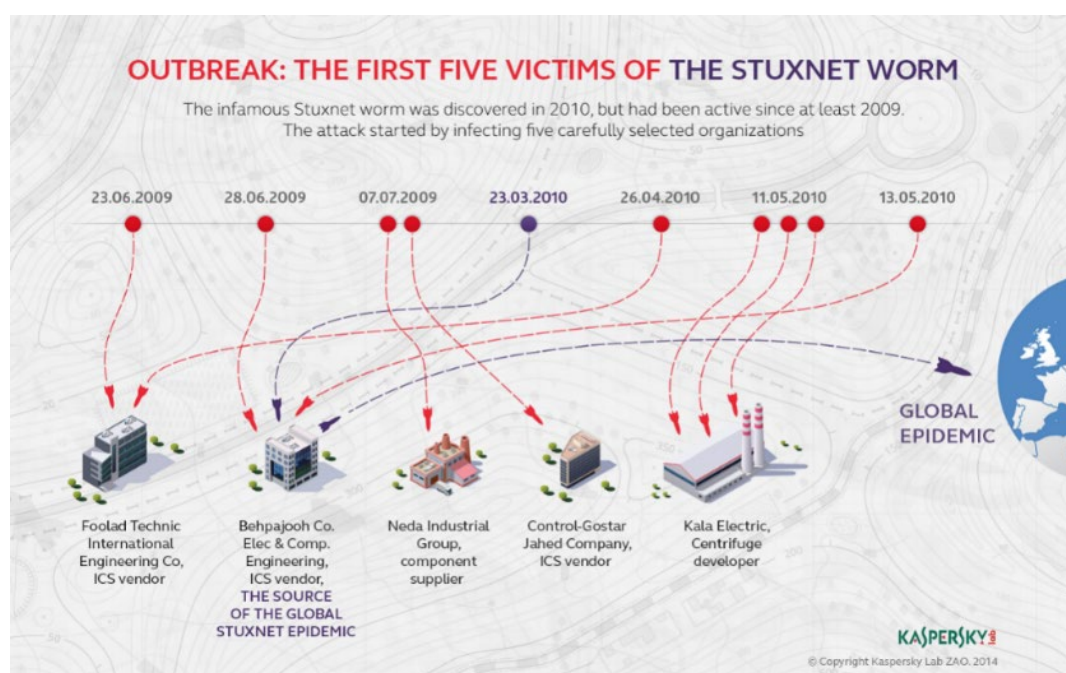 OUTBREAK: THE FIRST FIVE VICTIMS OF THE STUXNET WORM
The infamous Stuxnet worm was discovered in 2010, but had been active since at least 2009.
The attack started by infecting five carefully selected organizations
23.06.2009 28.06.2009 07.07.2009 23.03.2010 26.04.2010 11.05.2010 13.05.2010
GLOBAL
EPIDEMIC
Foolad Technic
International
Engineering Co,
ICS vendor
Behpajooh Co.
Elec & Comp.
Engineering,
ICS vendor,
THE SOURCE
OF THE GLOBAL
STUXNET EPIDEMIC
Neda Industrial
Group,
component
supplier
Control-Gostar
Jahed Company,
ICS vendor
Kala Electric,
Centrifuge
developer
KASPERSKY lab
© Copyright Kaspersky Lab ZAO. 2014